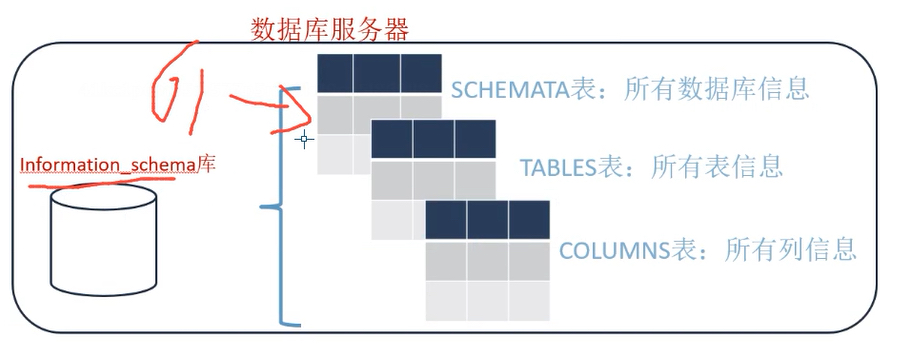 数据库服务器
SCHEMATA表：所有数据库信息
Information_schema库
TABLES表：所有表信息
COLUMNS表：所有列信息